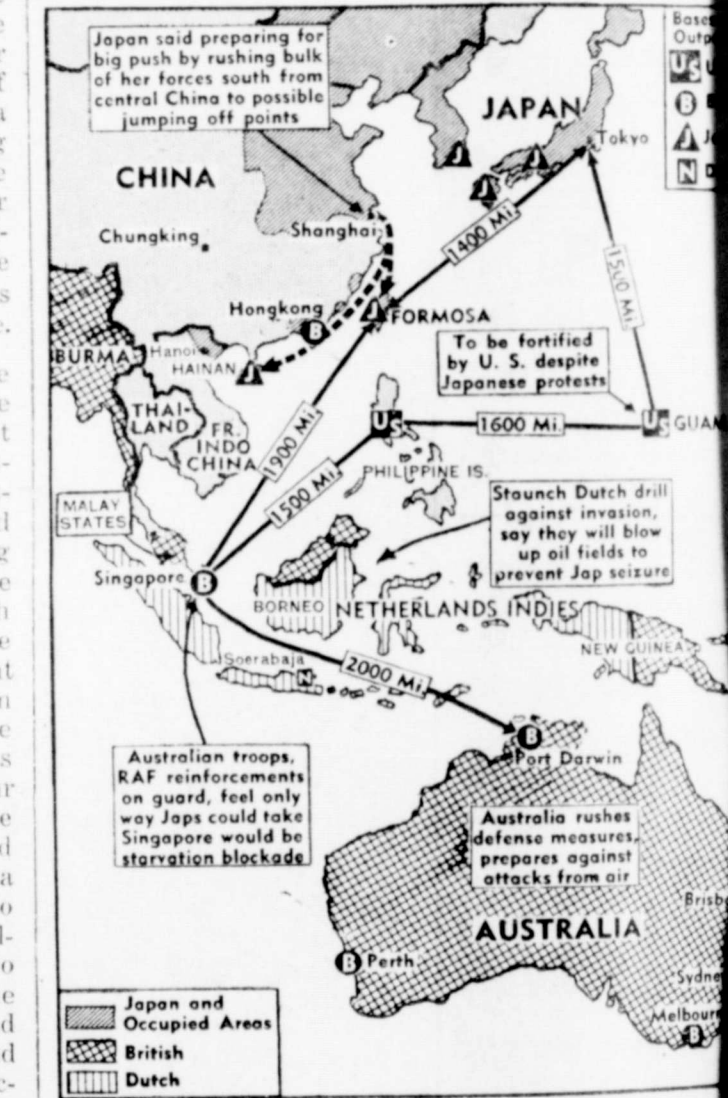 Japan said preparing for
big push by rushing bulk
of her forces south from
central China to possible
jumping off points
Bases
US
B
J
N
JAPAN
Tokyo
J
J
J
CHINA
Chungking
Shanghai
1400 Mi.
1500 Mi.
Hongkong
B
J
FORMOSA
BURMA
Hanoi
HAINAN
J
To be fortified
by U. S. despite
Japanese protests
THAI-
LAND
FR.
INDO
CHINA
1900 Mi.
US
1600 Mi.
US
GUAM
1500 Mi.
PHILIPPINE IS.
MALAY
STATES
Staunch Dutch drill
against invasion,
say they will blow
up oil fields to
prevent Jap seizure
Singapore
B
BORNEO
NETHERLANDS INDIES
NEW GUINEA
Soerabaja
N
2000 Mi.
B
Port Darwin
Australian troops,
RAF reinforcements
on guard, feel only
way Japs could take
Singapore would be
starvation blockade
Australia rushes
defense measures,
prepares against
attacks from air
Brisb
AUSTRALIA
B
Perth
Sydne
Melbourn
B
Japan and
Occupied Areas
British
Dutch